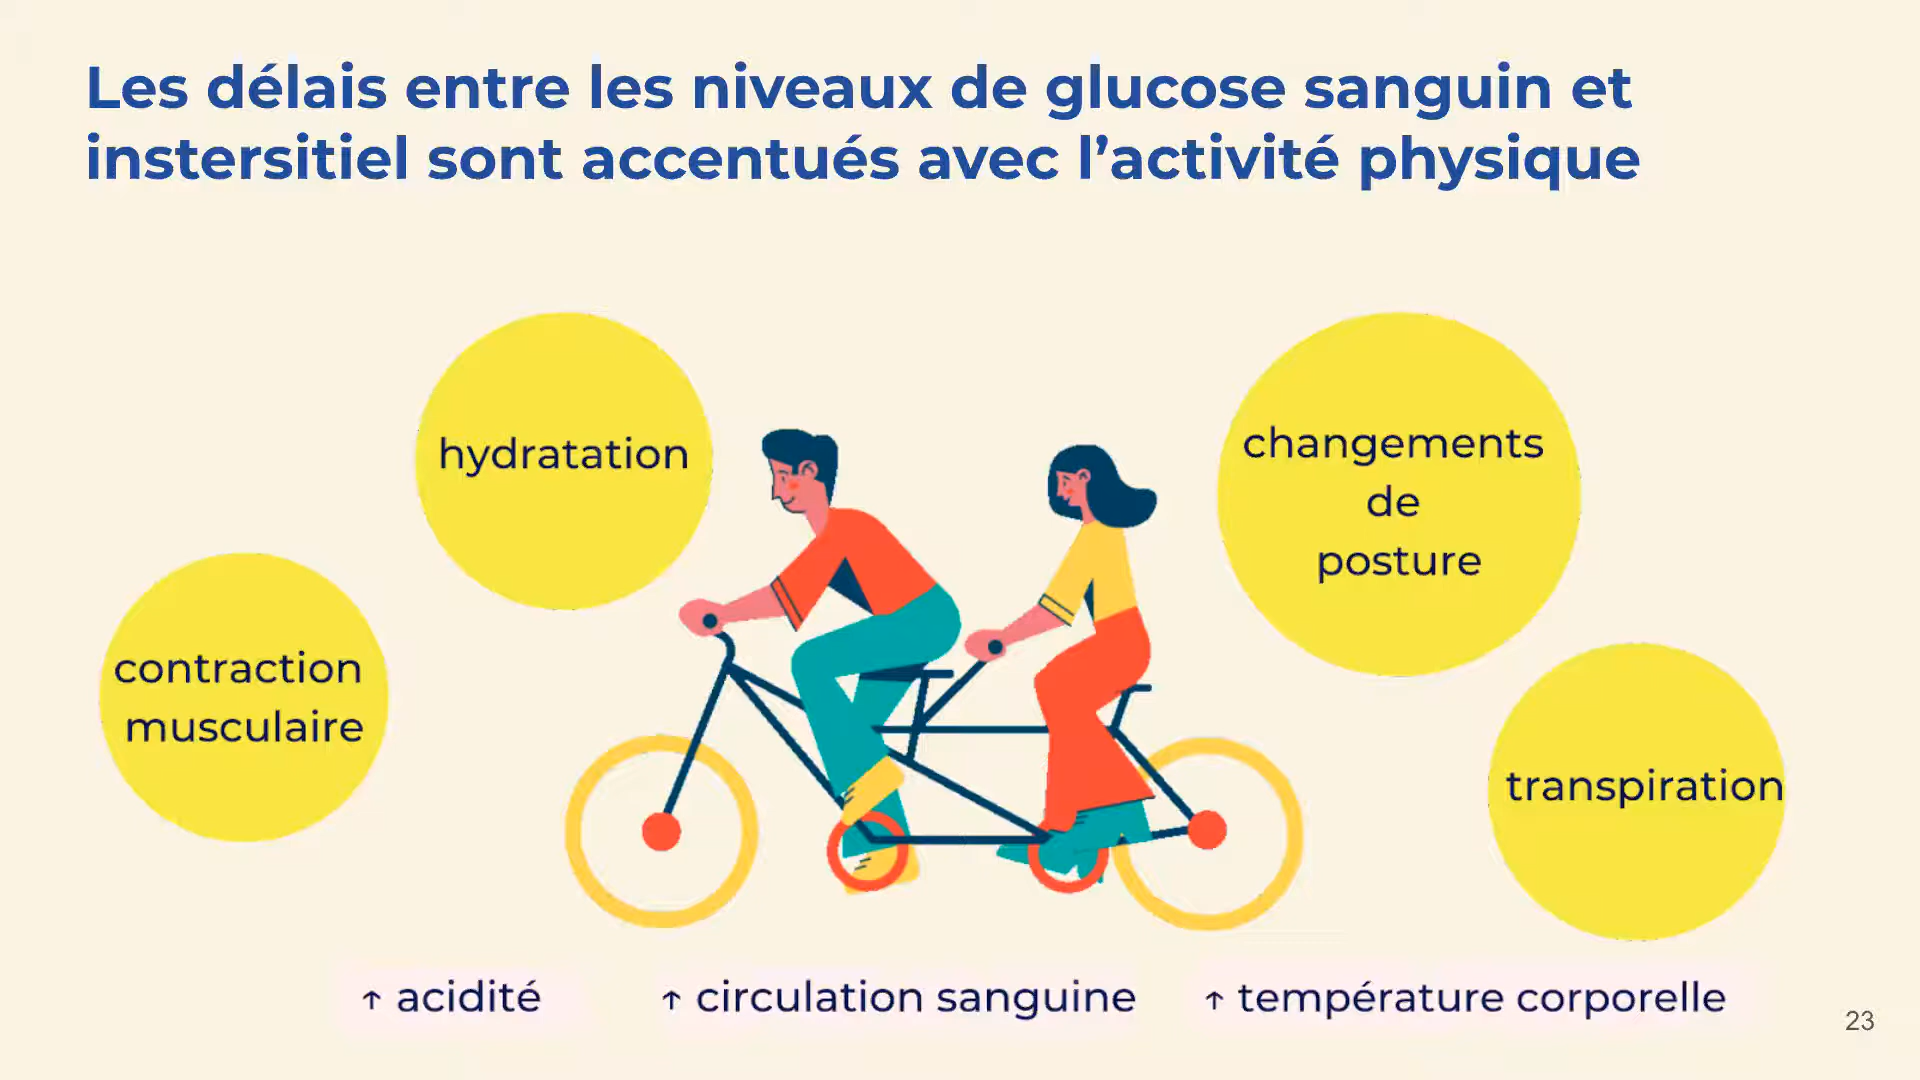 Les délais entre les niveaux de glucose sanguin et
instersitiel sont accentués avec l’activité physique
hydratation
changements
de
posture
contraction
musculaire
transpiration
↑ acidité
↑ circulation sanguine
↑ température corporelle
23